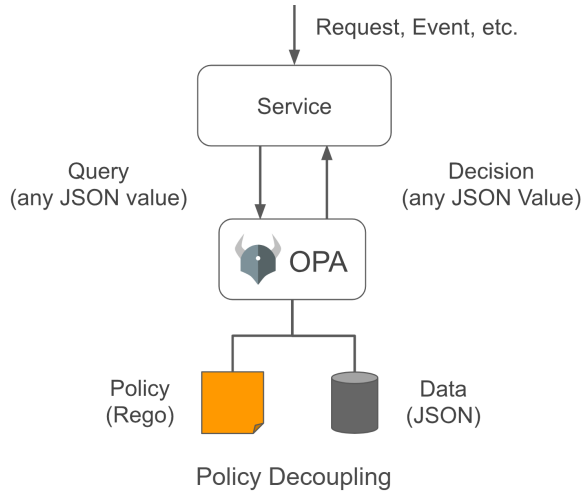 Request, Event, etc.
Service
Query
(any JSON value)
Decision
(any JSON Value)
OPA
Policy
(Rego)
Data
(JSON)
Policy Decoupling